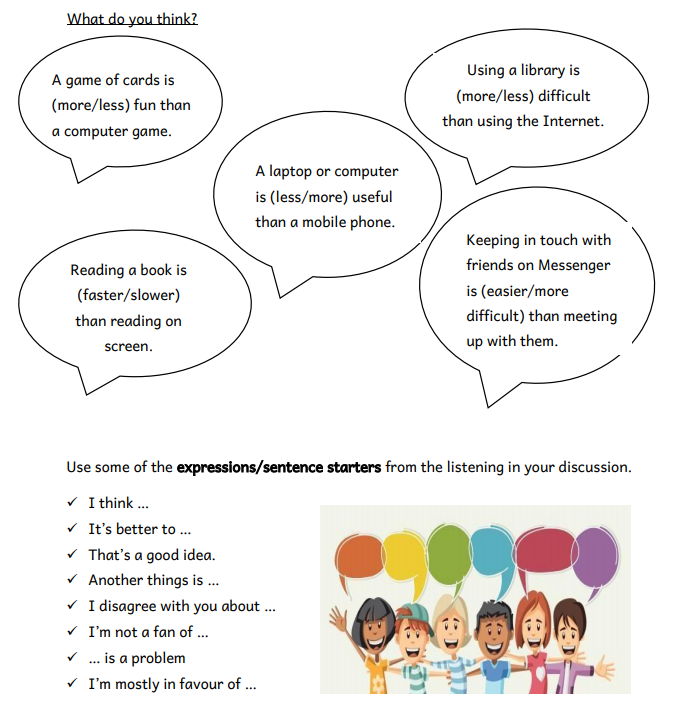 What do you think?
A game of cards is
(more/less) fun than
a computer game.
Using a library is
(more/less) difficult
than using the Internet.
A laptop or computer
is (less/more) useful
than a mobile phone.
Reading a book is
(faster/slower)
than reading on
screen.
Keeping in touch with
friends on Messenger
is (easier/more
difficult) than meeting
up with them.
Use some of the expressions/sentence starters from the listening in your discussion.
✓ I think ...
✓ It's better to ...
✓ That's a good idea.
✓ Another things is ...
✓ I disagree with you about ...
✓ I'm not a fan of ...
✓ ... is a problem
✓ I'm mostly in favour of ...